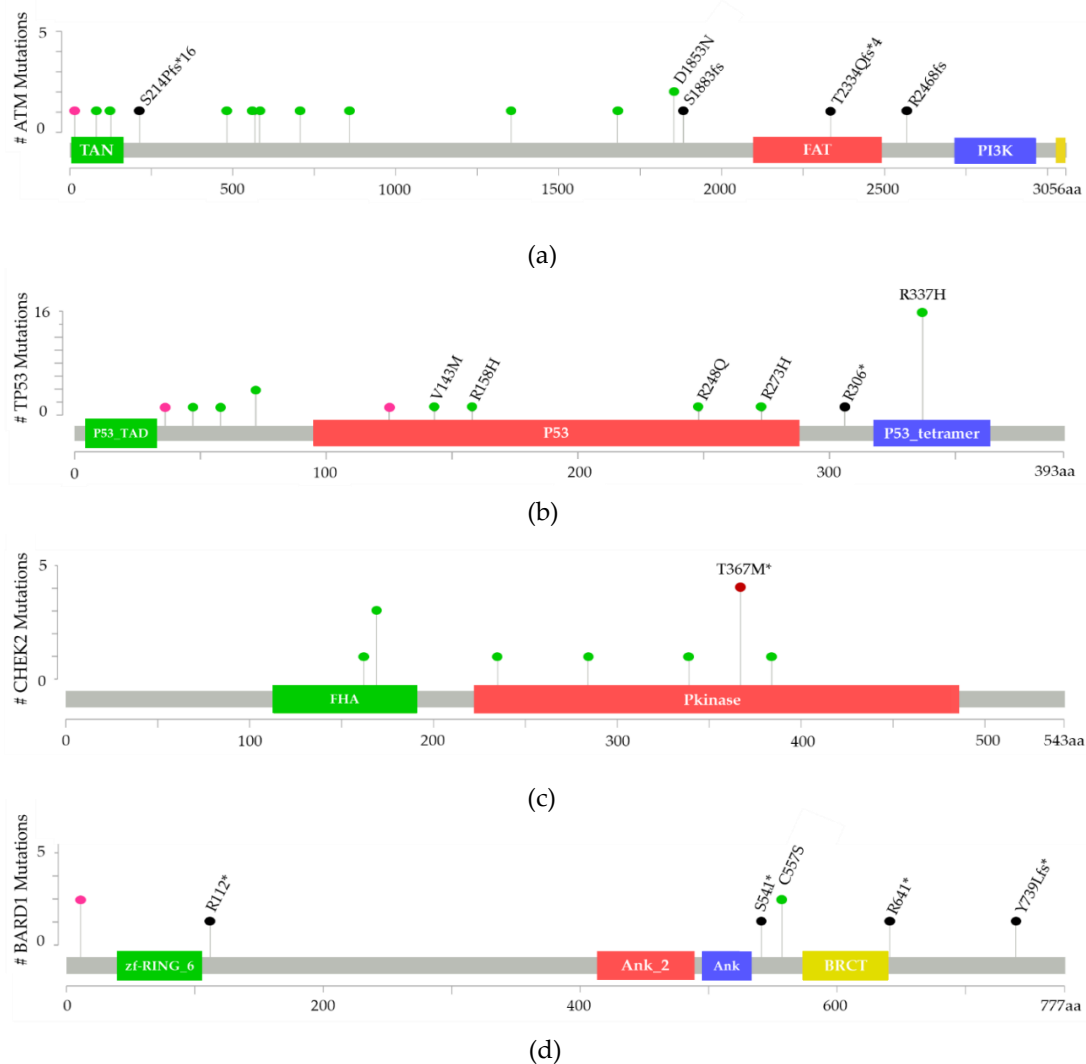 # ATM Mutations
5
0
S214Pfs*16
D1853N
S1883fs
T2334Qfs*4
R2468fs
TAN
FAT
PI3K
0 500 1000 1500 2000 2500 3056aa
(a)
# TP53 Mutations
16
0
V143M
R158H
R248Q
R273H
R306*
R337H
P53_TAD
P53
P53_tetramer
0 100 200 300 393aa
(b)
# CHEK2 Mutations
5
0
T367M*
FHA
Pkinase
0 100 200 300 400 500 543aa
(c)
# BARD1 Mutations
5
0
R112*
S541*
C557S
R641*
Y739Lfs*
zf-RING_6
Ank_2
Ank
BRCT
0 200 400 600 777aa
(d)